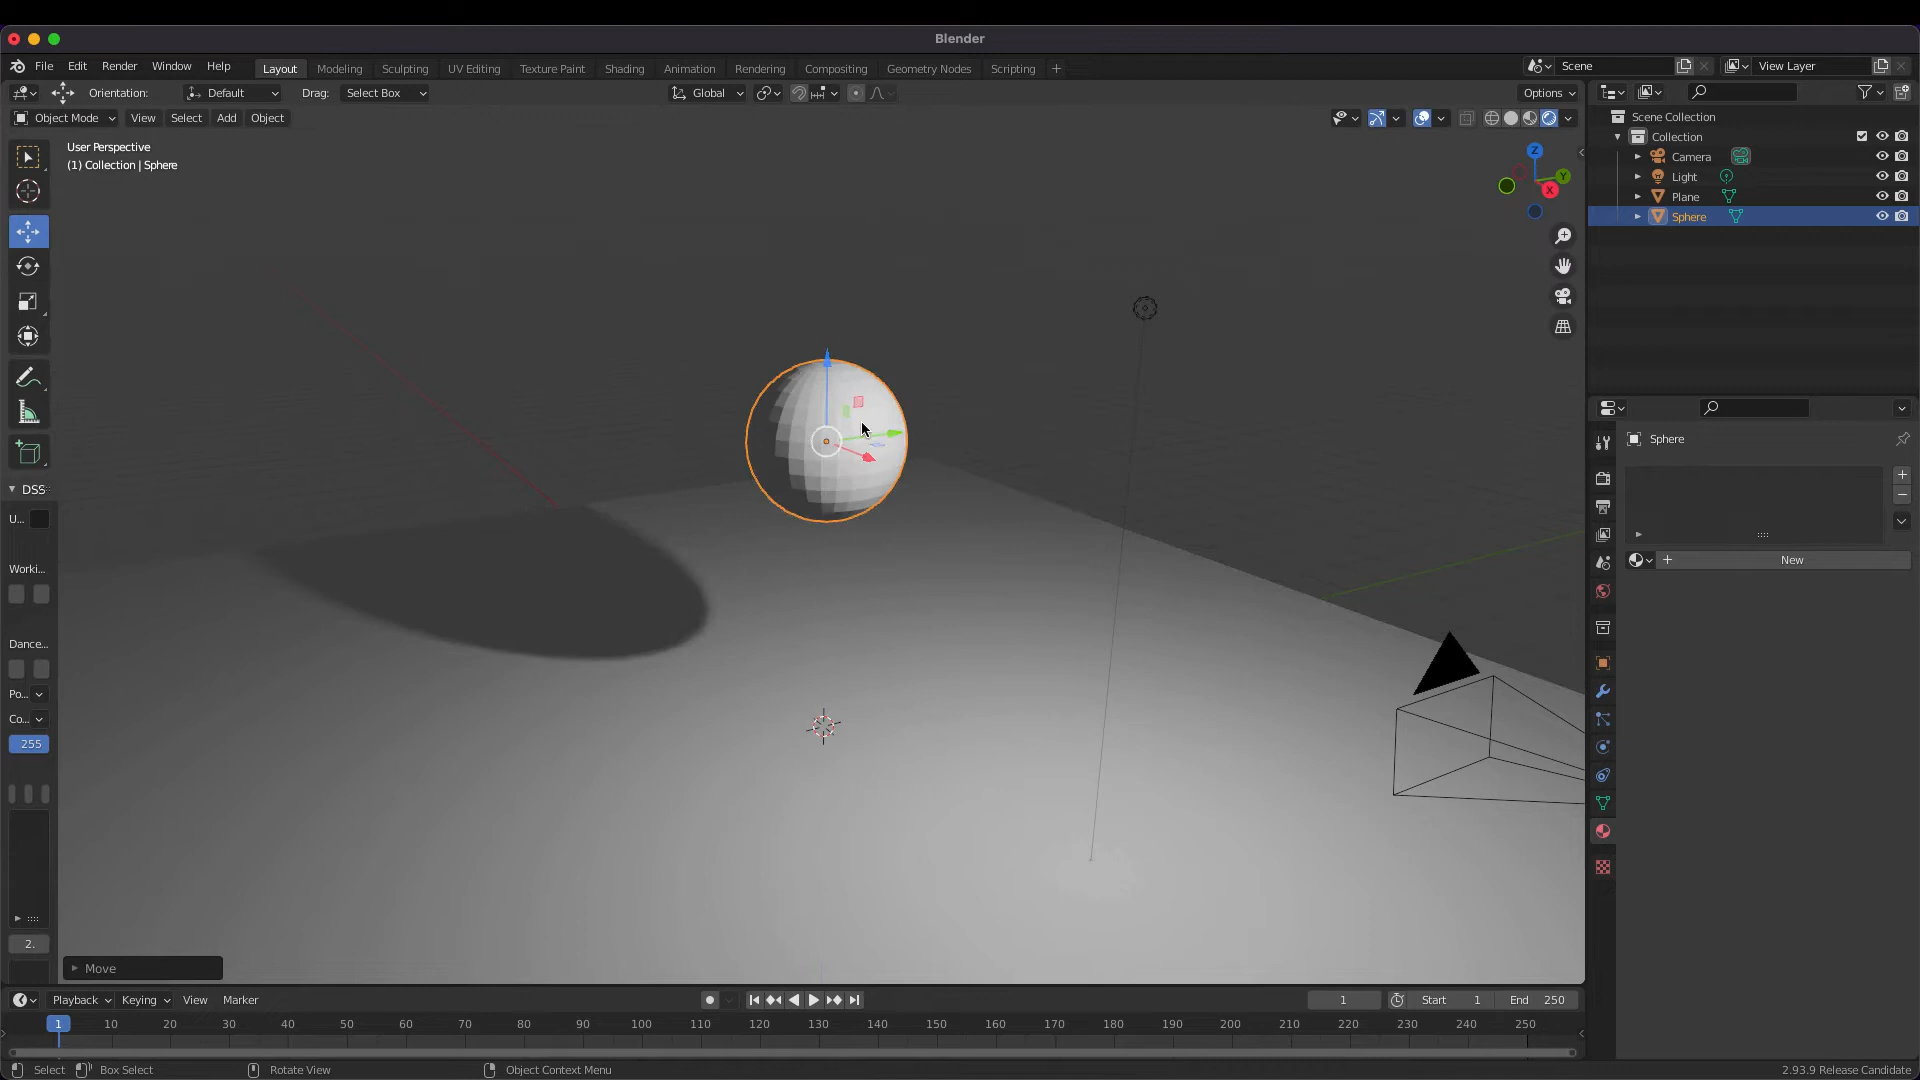 Blender
File Edit Render Window Help Layout Modeling Sculpting UV Editing Texture Paint Shading Animation Rendering Compositing Geometry Nodes Scripting + Scene View Layer
Orientation: Default Drag: Select Box Global Options
Object Mode View Select Add Object
User Perspective
(1) Collection | Sphere
Z
Y
X
Scene Collection
Collection
Camera
Light
Plane
Sphere
Sphere
New
DSS
U...
Worki...
Dance...
Po...
Co...
255
2.
Move
Playback Keying View Marker 1 Start 1 End 250
1 10 20 30 40 50 60 70 80 90 100 110 120 130 140 150 160 170 180 190 200 210 220 230 240 250
Select Box Select Rotate View Object Context Menu 2.93.9 Release Candidate